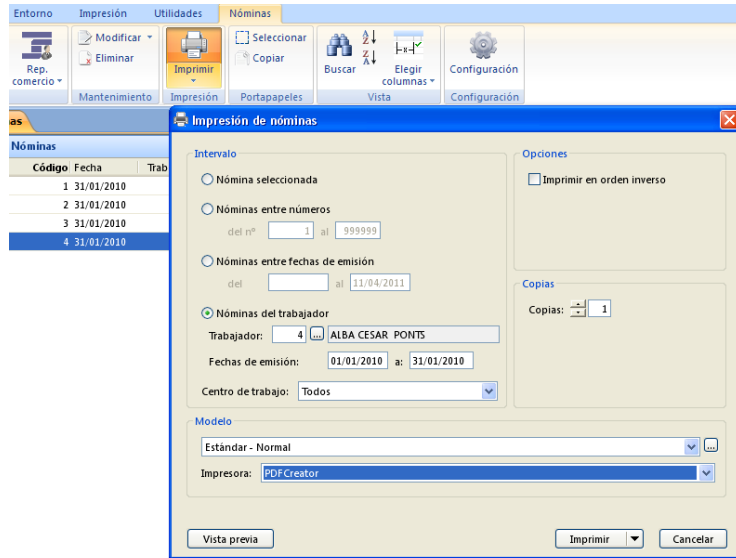 Entorno Impresión Utilidades Nóminas
Modificar
Eliminar
Rep.
comercio
Imprimir
Seleccionar
Copiar
Buscar
Elegir
columnas
Configuración
Mantenimiento Impresión Portapapeles Vista Configuración
as
Impresión de nóminas
Nóminas
Código Fecha Trab
1 31/01/2010
2 31/01/2010
3 31/01/2010
4 31/01/2010
Intervalo
Nómina seleccionada
Nóminas entre números
del nº 1 al 999999
Nóminas entre fechas de emisión
del al 11/04/2011
Nóminas del trabajador
Trabajador: 4 ... ALBA CESAR PONTS
Fechas de emisión: 01/01/2010 a: 31/01/2010
Centro de trabajo: Todos
Opciones
Imprimir en orden inverso
Copias
Copias: 1
Modelo
Estándar - Normal ...
Impresora: PDFCreator
Vista previa Imprimir Cancelar